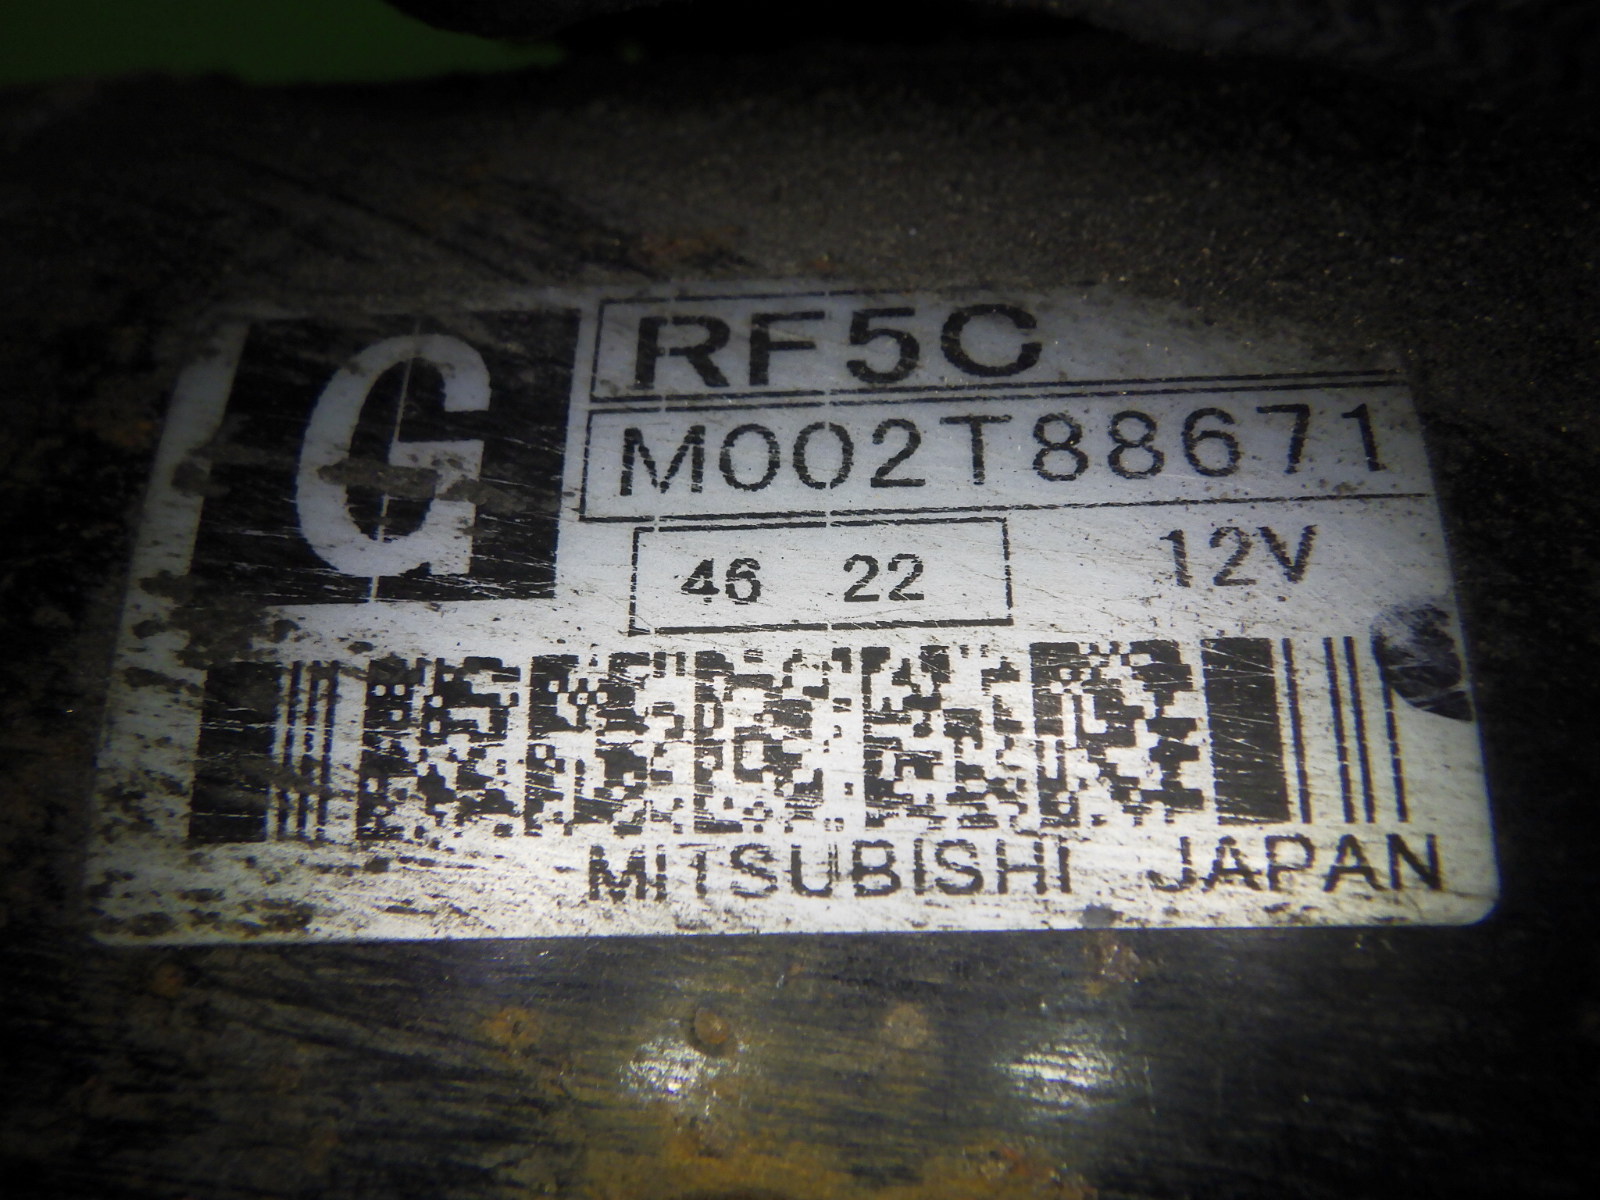 G
RF5C
M002T88671
46 22
12V
MITSUBISHI JAPAN